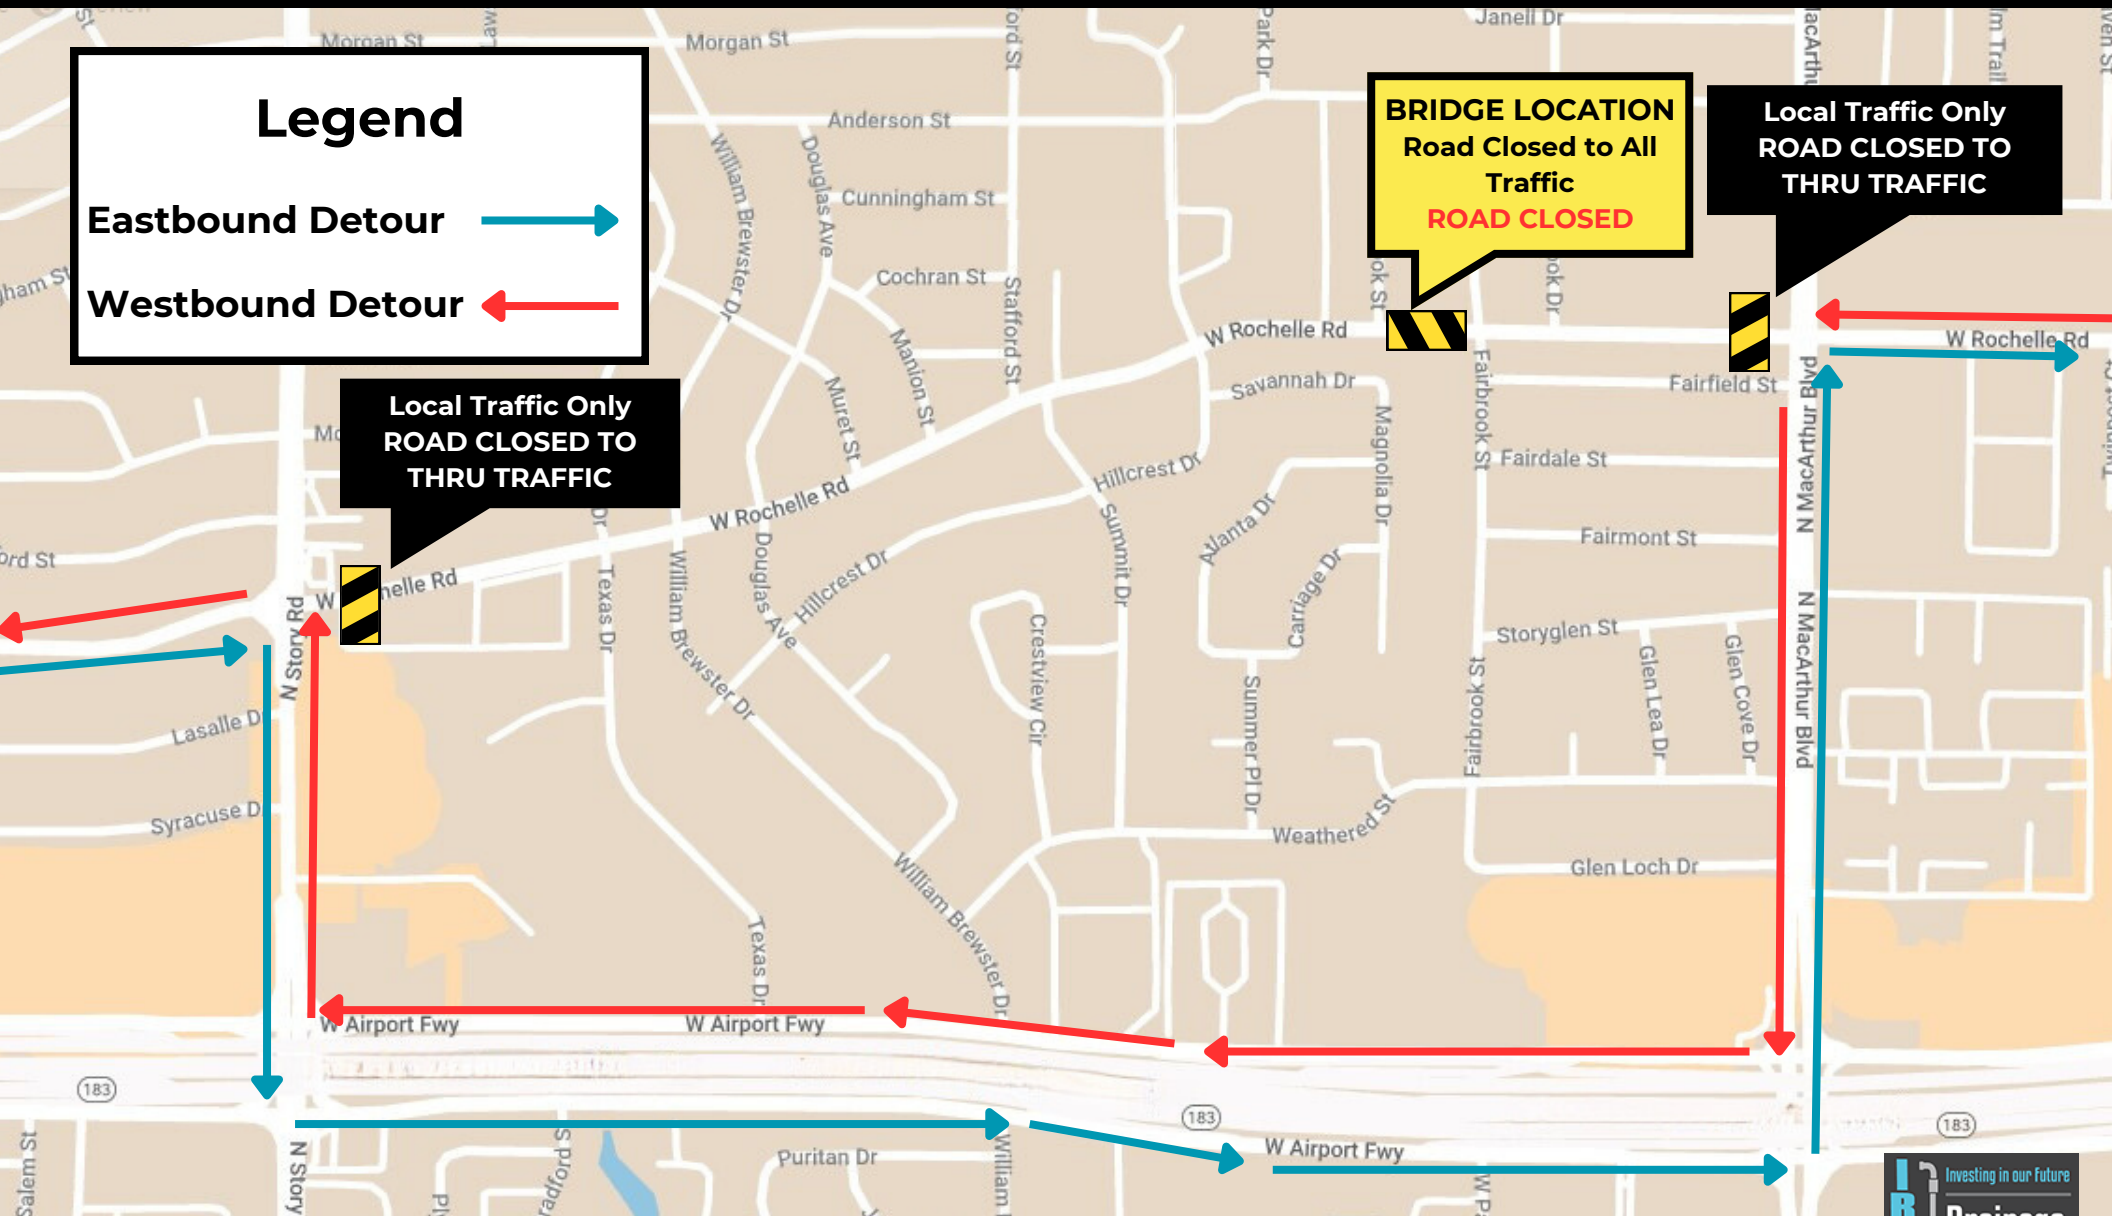 Legend
Eastbound Detour
Westbound Detour
BRIDGE LOCATION
Road Closed to All
Traffic
ROAD CLOSED
Local Traffic Only
ROAD CLOSED TO
THRU TRAFFIC
Local Traffic Only
ROAD CLOSED TO
THRU TRAFFIC
Morgan St
Morgan St
Janell Dr
Park Dr
Anderson St
William Brewster Dr
Douglas Ave
Cunningham St
Cochran St
Stafford St
Manion St
Muret St
W Rochelle Rd
W Rochelle Rd
W Rochelle Rd
Savannah Dr
Fairfield St
Fairbrook St
Fairdale St
Magnolia Dr
Hillcrest Dr
N MacArthur Blvd
Fairmont St
Atlanta Dr
Summit Dr
Carriage Dr
Hillcrest Dr
Douglas Ave
Texas Dr
William Brewster Dr
N Story Rd
Crestview Cir
Storyglen St
Glen Lea Dr
Glen Cove Dr
N MacArthur Blvd
Fairbrook St
Summer Pl Dr
Lasalle D
Syracuse D
Weathered St
Glen Loch Dr
William Brewster Dr
Texas Dr
W Airport Fwy
W Airport Fwy
183
183
183
W Airport Fwy
Puritan Dr
Salem St
N Story
William
Investing in our future
Drainage